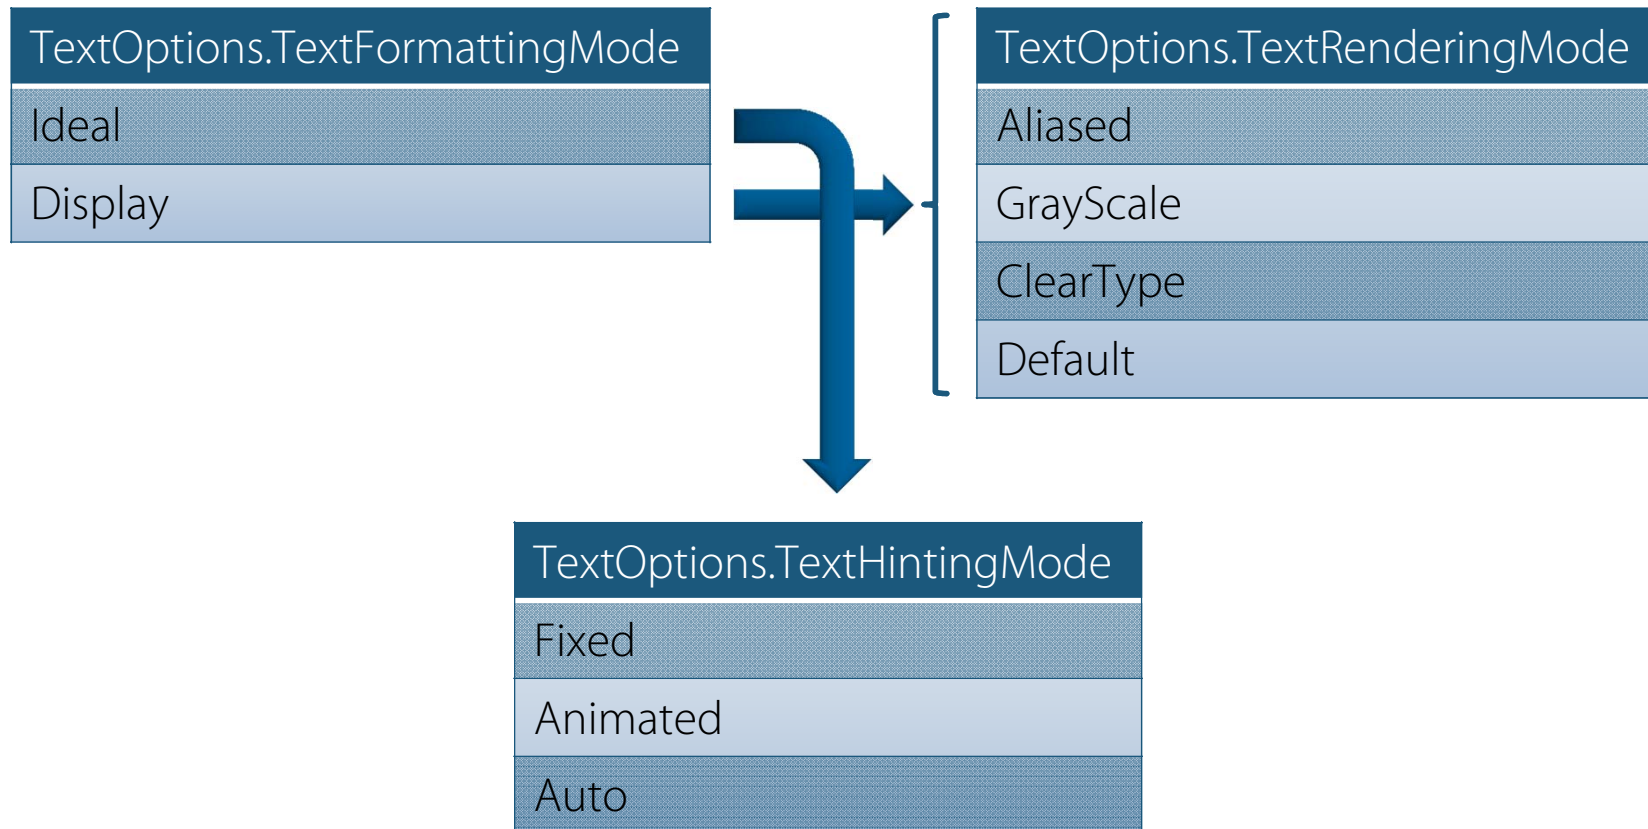 TextOptions.TextFormattingMode
Ideal
Display
TextOptions.TextRenderingMode
Aliased
GrayScale
ClearType
Default
TextOptions.TextHintingMode
Fixed
Animated
Auto